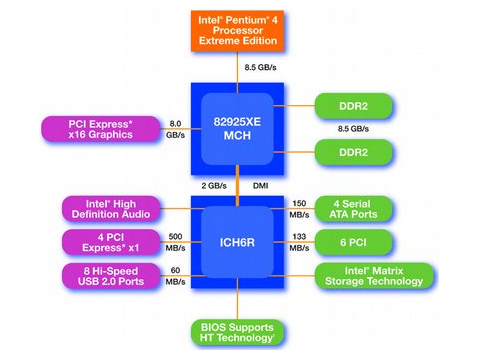 Intel® Pentium® 4
Processor
Extreme Edition
8.5 GB/s
82925XE
MCH
DDR2
PCI Express*
x16 Graphics
8.0
GB/s
8.5 GB/s
DDR2
2 GB/s
DMI
Intel® High
Definition Audio
150
MB/s
4 Serial
ATA Ports
ICH6R
4 PCI
Express* x1
500
MB/s
133
MB/s
6 PCI
8 Hi-Speed
USB 2.0 Ports
60
MB/s
Intel® Matrix
Storage Technology
BIOS Supports
HT Technology